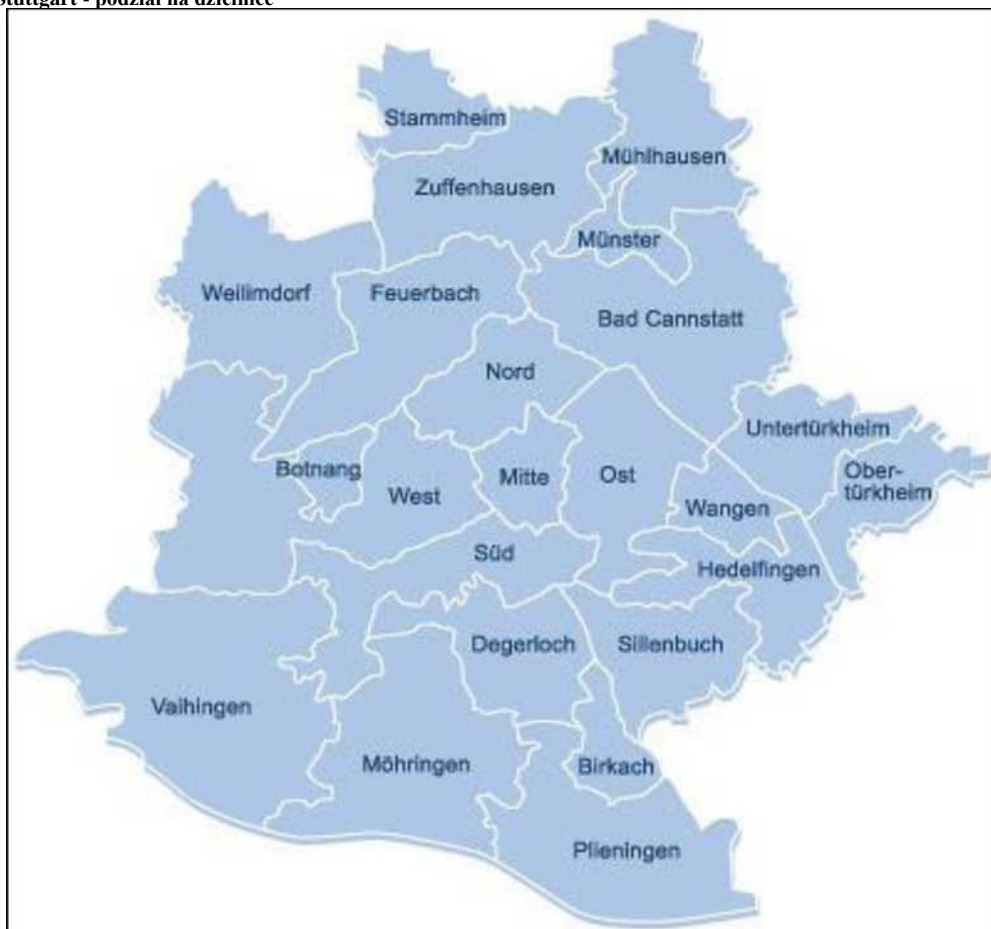 Stuttgart - podział na dzielnice
Stammheim
Mühlhausen
Zuffenhausen
Münster
Weilimdorf
Feuerbach
Bad Cannstatt
Nord
Untertürkheim
Botnang
West
Mitte
Ost
Ober-
türkheim
Wangen
Süd
Hedelfingen
Degerloch
Sillenbuch
Vaihingen
Möhringen
Birkach
Plieningen